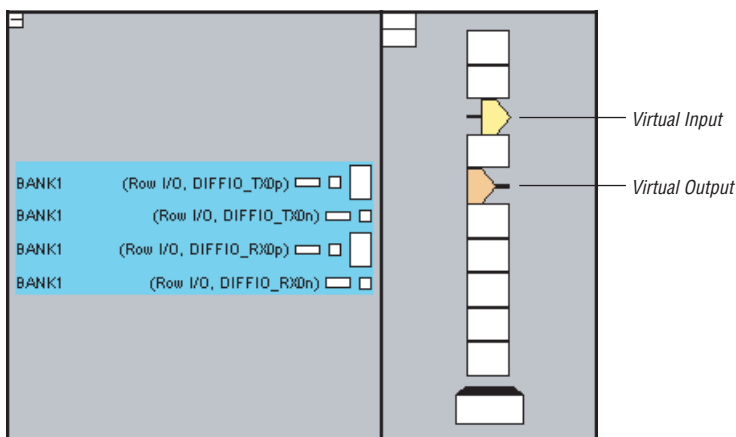 Virtual Input
BANK1 (Row I/O, DIFFIO_TX0p)
Virtual Output
BANK1 (Row I/O, DIFFIO_TX0n)
BANK1 (Row I/O, DIFFIO_RX0p)
BANK1 (Row I/O, DIFFIO_RX0n)